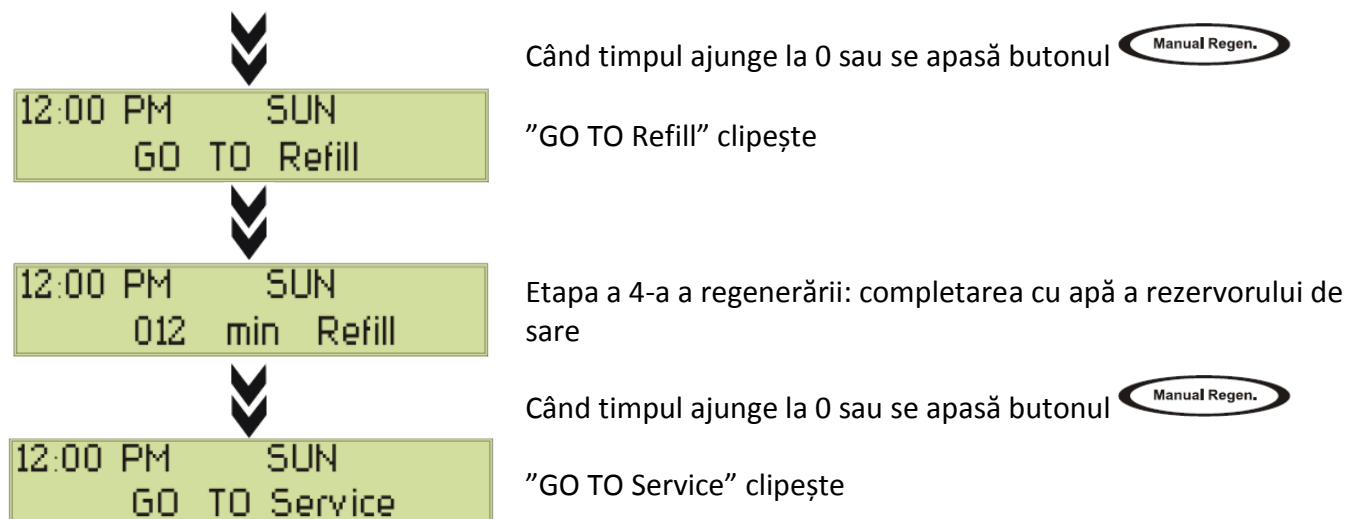 Când timpul ajunge la 0 sau se apasă butonul Manual Regen.
12:00 PM SUN
GO TO Refill
”GO TO Refill” clipește
12:00 PM SUN
012 min Refill
Etapa a 4-a a regenerării: completarea cu apă a rezervorului de
sare
Când timpul ajunge la 0 sau se apasă butonul Manual Regen.
12:00 PM SUN
GO TO Service
”GO TO Service” clipește